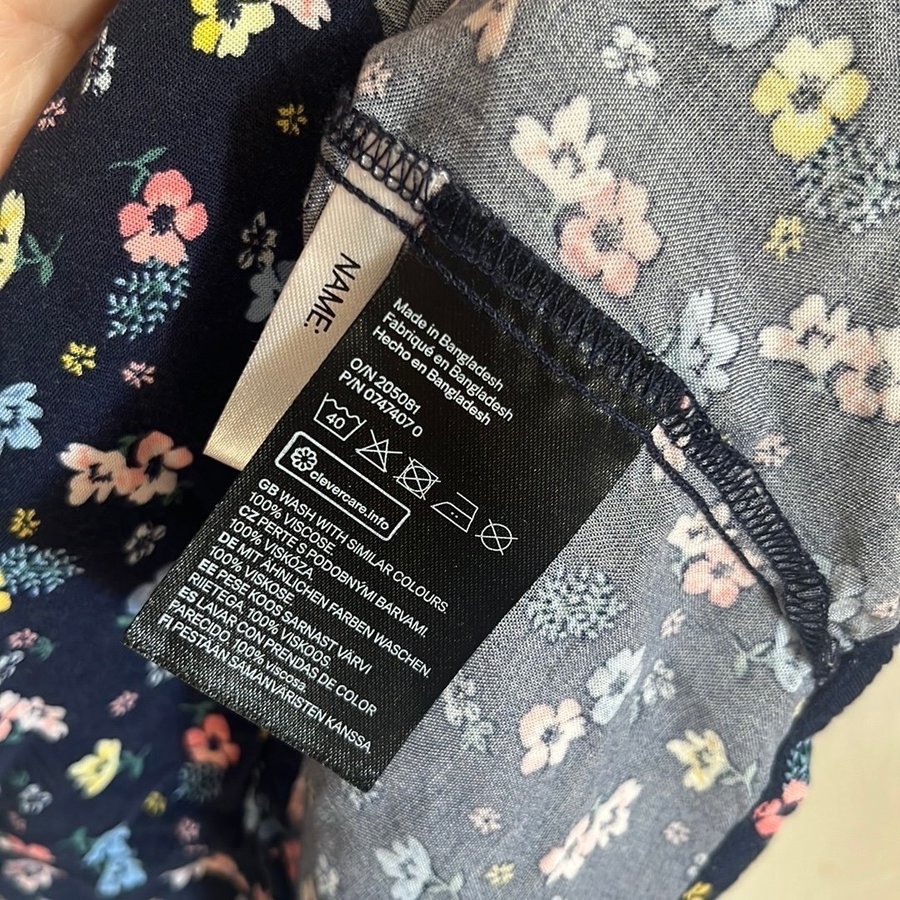 NAME:
Made in Bangladesh
Fabriqué en Bangladesh
Hecho en Bangladesh
O/N 205081
P/N 0747407 0
40
clevercare.info
GB WASH WITH SIMILAR COLOURS.
100% VISCOSE.
CZ PERTE S PODOBNÝMI BARVAMI.
100% VISKÓZA.
DE MIT ÄHNLICHEN FARBEN WASCHEN.
100% VISKOSE.
EE PESE KOOS SARNAST VÄRVI
RIIETEGA. 100% VISKOOS.
ES LAVAR CON PRENDAS DE COLOR
PARECIDO. 100% VISCOSA.
FI PESTÄÄN SAMANVÄRISTEN KANSSA.